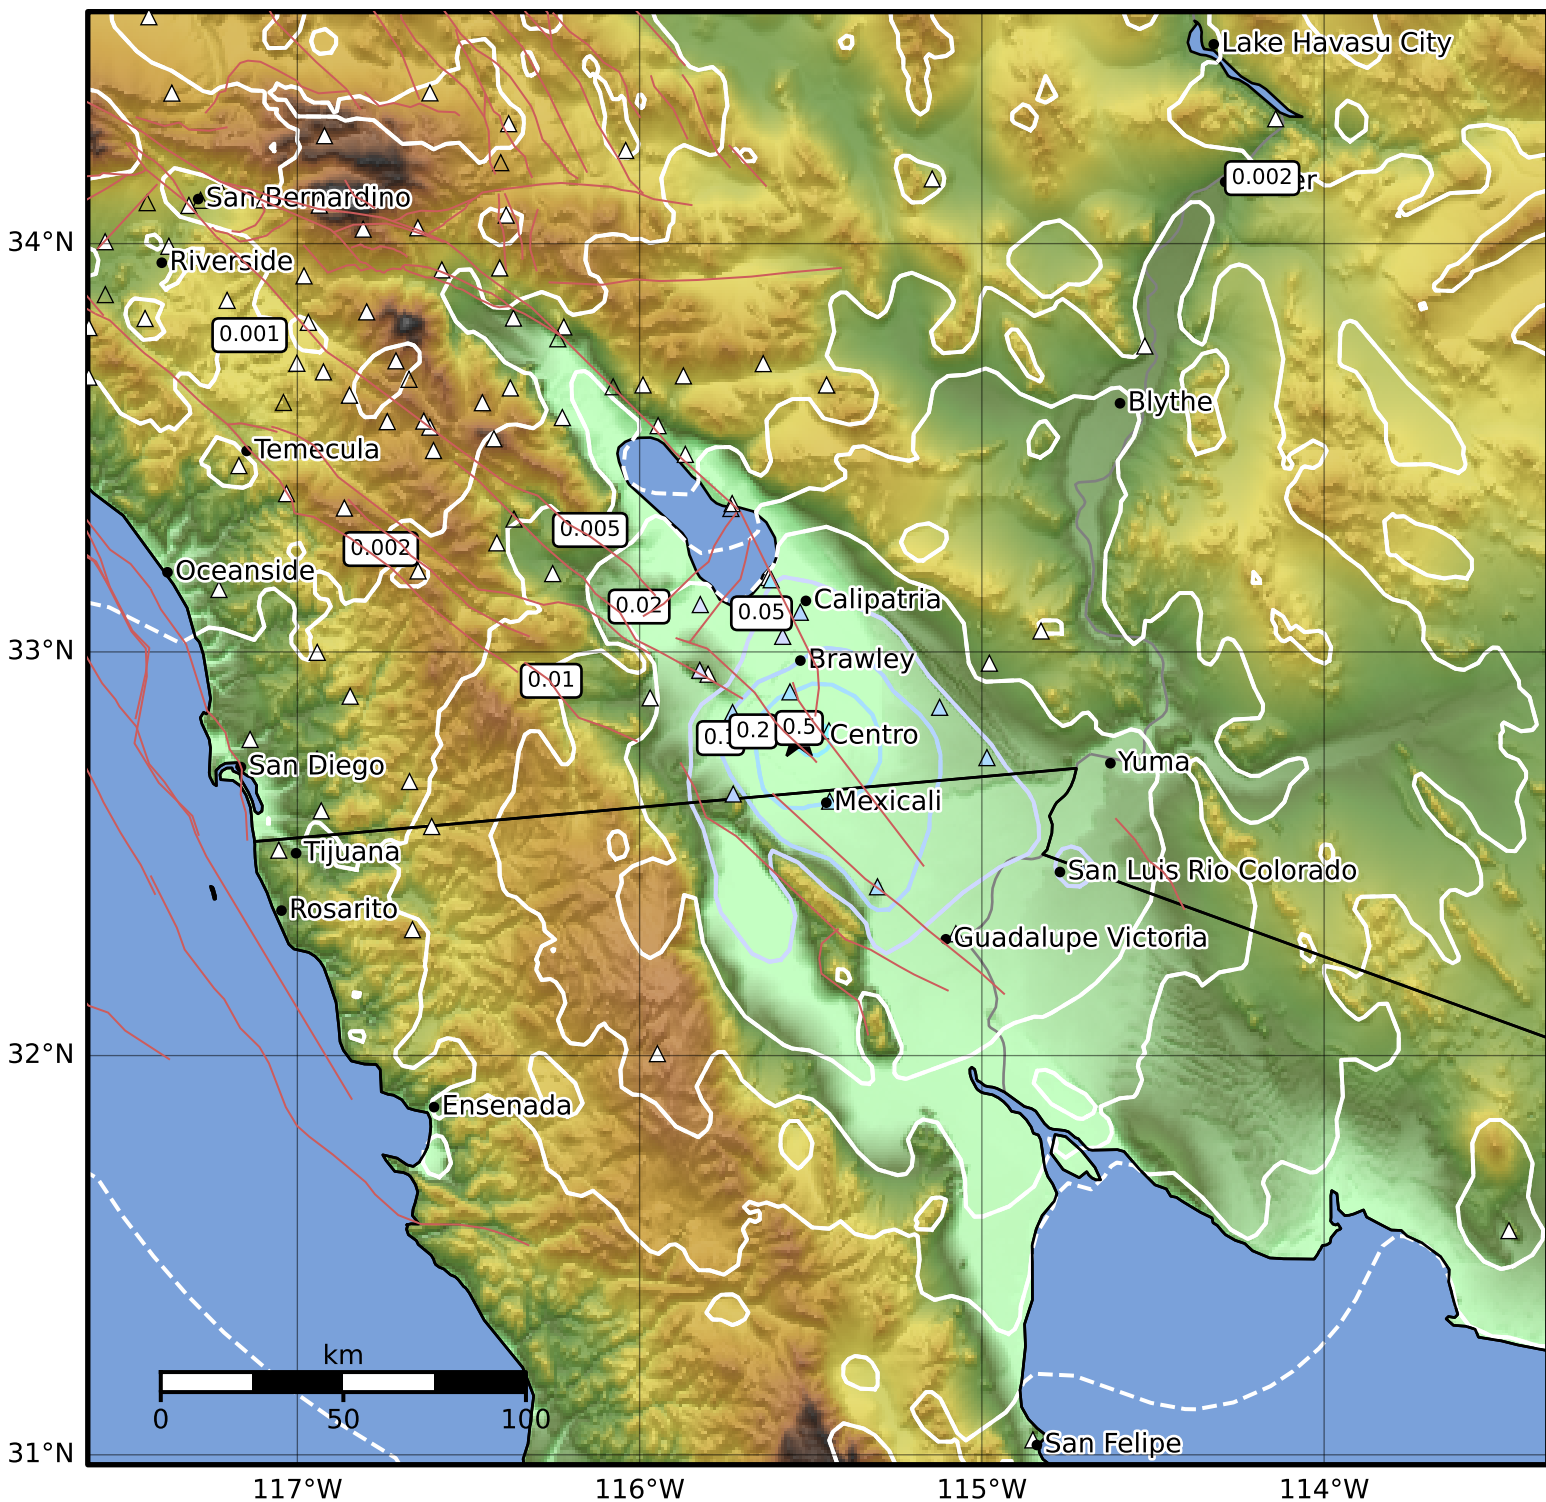 Lake Havasu City
0.002
San Bernardino
34°N
Riverside
0.001
Blythe
Temecula
0.005
0.002
Oceanside
0.02
0.05
Calipatria
33°N
Brawley
0.01
0.2
0.5
Centro
San Diego
Yuma
Mexicali
Tijuana
San Luis Rio Colorado
Rosarito
Guadalupe Victoria
32°N
Ensenada
km
0
50
100
31°N
San Felipe
117°W
116°W
115°W
114°W